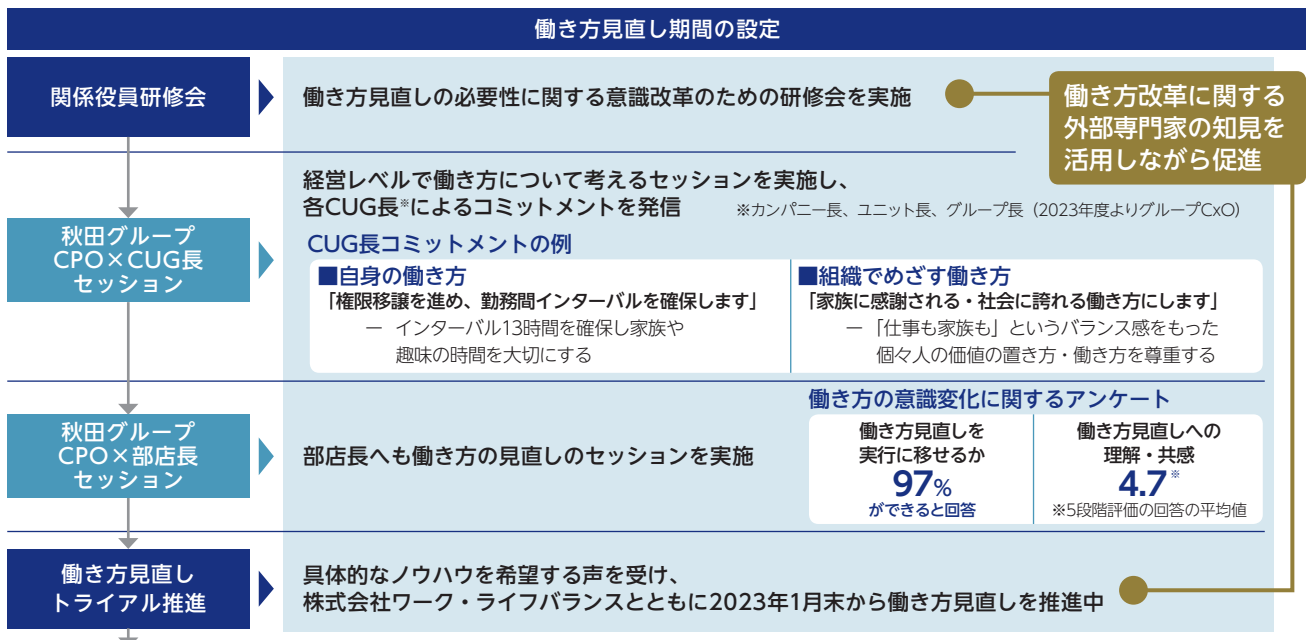 働き方見直し期間の設定
関係役員研修会
働き方見直しの必要性に関する意識改革のための研修会を実施
働き方改革に関する
外部専門家の知見を
活用しながら促進
秋田グループ
CPO×CUG長
セッション
経営レベルで働き方について考えるセッションを実施し、
各CUG長※によるコミットメントを発信
※カンパニー長、ユニット長、グループ長（2023年度よりグループCxO）
CUG長コミットメントの例
■自身の働き方
「権限移譲を進め、勤務間インターバルを確保します」
― インターバル13時間を確保し家族や
趣味の時間を大切にする
■組織でめざす働き方
「家族に感謝される・社会に誇れる働き方にします」
― 「仕事も家族も」というバランス感をもった
個々人の価値の置き方・働き方を尊重する
秋田グループ
CPO×部店長
セッション
部店長へも働き方の見直しのセッションを実施
働き方の意識変化に関するアンケート
働き方見直しを
実行に移せるか
97%
ができると回答
働き方見直しへの
理解・共感
4.7※
※5段階評価の回答の平均値
働き方見直し
トライアル推進
具体的なノウハウを希望する声を受け、
株式会社ワーク・ライフバランスとともに2023年1月末から働き方見直しを推進中